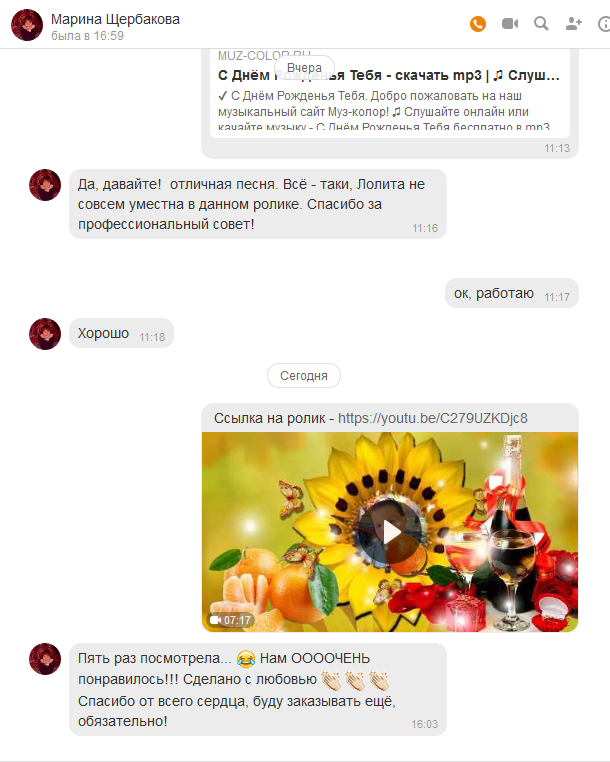 Марина Щербакова
была в 16:59
MUZ-COLOR.RU
Вчера
С Днём Рожденья Тебя - скачать mp3 | ♫ Слуш...
✓ С Днём Рожденья Тебя. Добро пожаловать на наш
музыкальный сайт Муз-колор! ♫ Слушайте онлайн или
качайте музыку - С Днём Рожденья Тебя бесплатно в mp3
11:13
Да, давайте!  отличная песня. Всё - таки, Лолита не
совсем уместна в данном ролике. Спасибо за
профессиональный совет!
11:16
ок, работаю 11:17
Хорошо 11:18
Сегодня
Ссылка на ролик - https://youtu.be/C279UZKDjc8
07:17
Пять раз посмотрела... 😂 Нам ООООЧЕНЬ
понравилось!!! Сделано с любовью 👏 👏 👏
Спасибо от всего сердца, буду заказывать ещё,
обязательно!
16:03